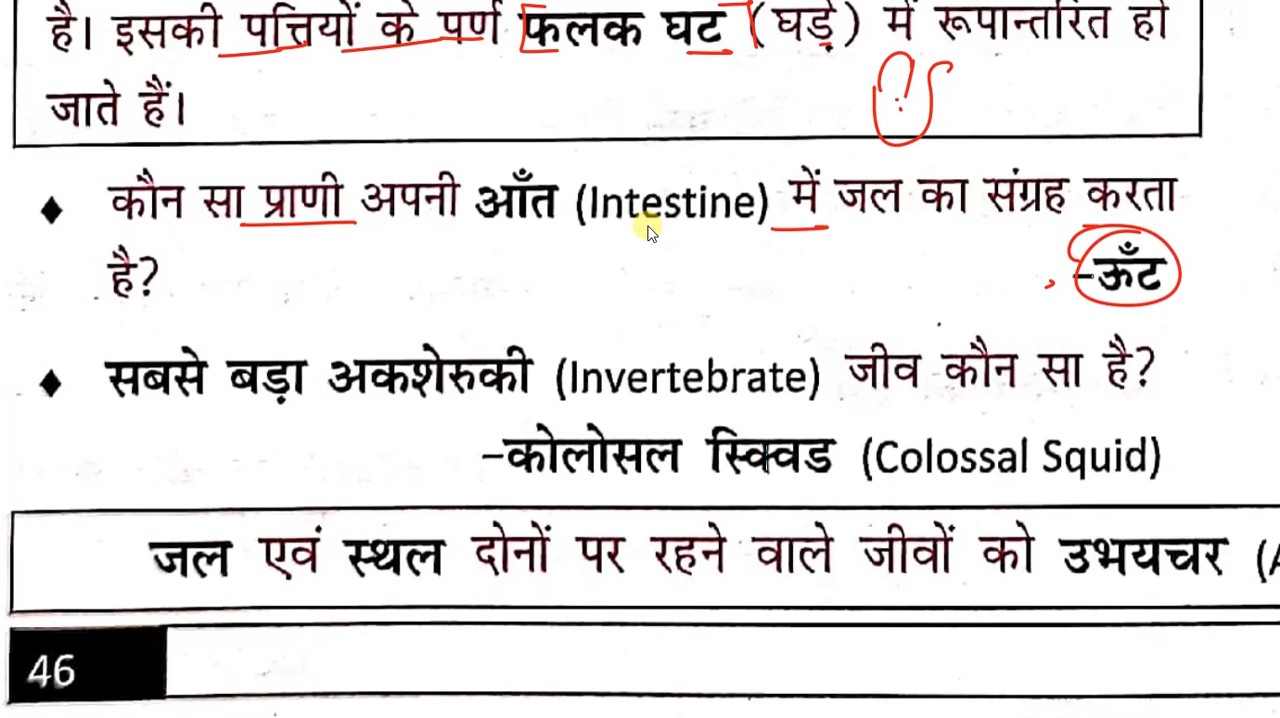 है। इसकी पत्तियों के पर्ण फलक घट (घड़े) में रूपान्तरित हो
जाते हैं।
♦ कौन सा प्राणी अपनी आँत (Intestine) में जल का संग्रह करता
है? –ऊँट
♦ सबसे बड़ा अकशेरुकी (Invertebrate) जीव कौन सा है?
–कोलोसल स्क्विड (Colossal Squid)
जल एवं स्थल दोनों पर रहने वाले जीवों को उभयचर (A
46